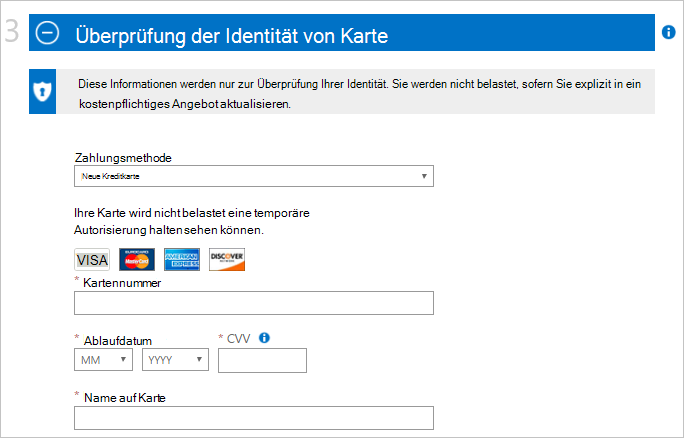 3 Überprüfung der Identität von Karte
Diese Informationen werden nur zur Überprüfung Ihrer Identität. Sie werden nicht belastet, sofern Sie explizit in ein
kostenpflichtiges Angebot aktualisieren.
Zahlungsmethode
Neue Kreditkarte
Ihre Karte wird nicht belastet eine temporäre
Autorisierung halten sehen können.
VISA MasterCard AMERICAN EXPRESS DISCOVER
* Kartennummer
* Ablaufdatum * CVV
MM YYYY
* Name auf Karte